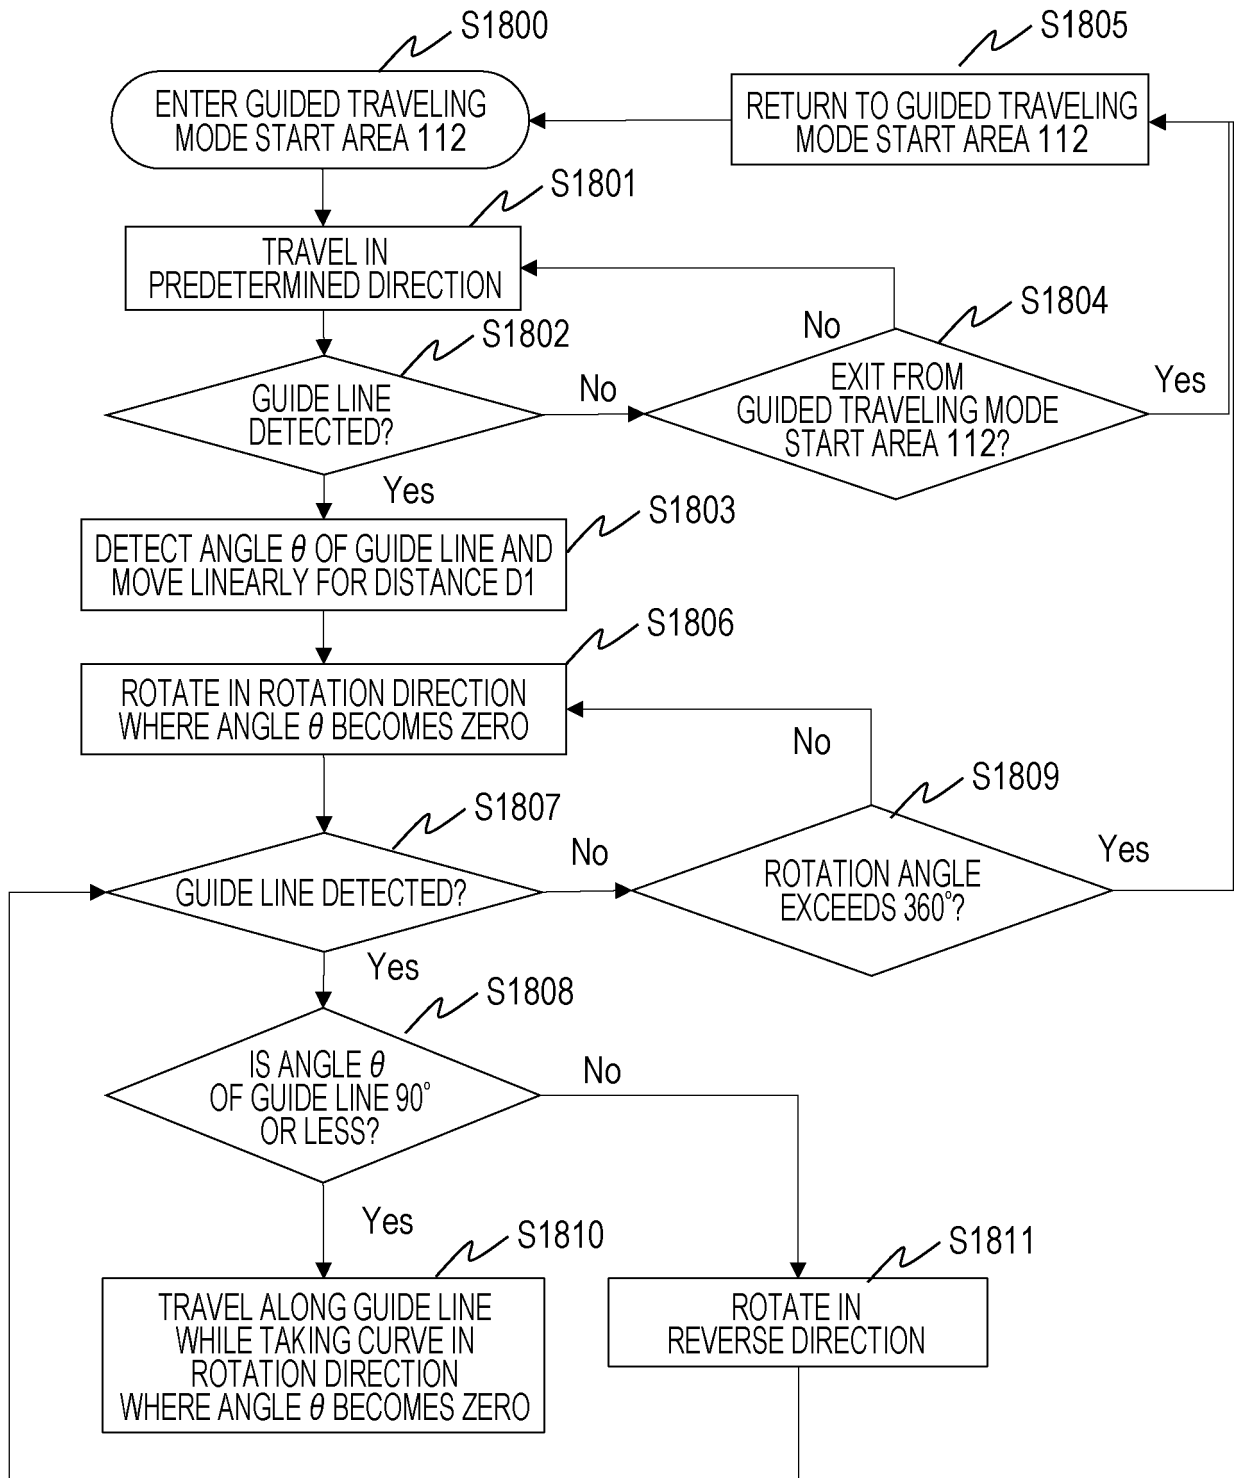 S1800
ENTER GUIDED TRAVELING
MODE START AREA 112
S1805
RETURN TO GUIDED TRAVELING
MODE START AREA 112
S1801
TRAVEL IN
PREDETERMINED DIRECTION
S1802
GUIDE LINE
DETECTED?
No
Yes
S1804
No
EXIT FROM
GUIDED TRAVELING MODE
START AREA 112?
Yes
S1803
DETECT ANGLE θ OF GUIDE LINE AND
MOVE LINEARLY FOR DISTANCE D1
S1806
ROTATE IN ROTATION DIRECTION
WHERE ANGLE θ BECOMES ZERO
S1807
GUIDE LINE DETECTED?
No
Yes
S1809
No
ROTATION ANGLE
EXCEEDS 360°?
Yes
S1808
IS ANGLE θ
OF GUIDE LINE 90°
OR LESS?
No
Yes
S1810
TRAVEL ALONG GUIDE LINE
WHILE TAKING CURVE IN
ROTATION DIRECTION
WHERE ANGLE θ BECOMES ZERO
S1811
ROTATE IN
REVERSE DIRECTION